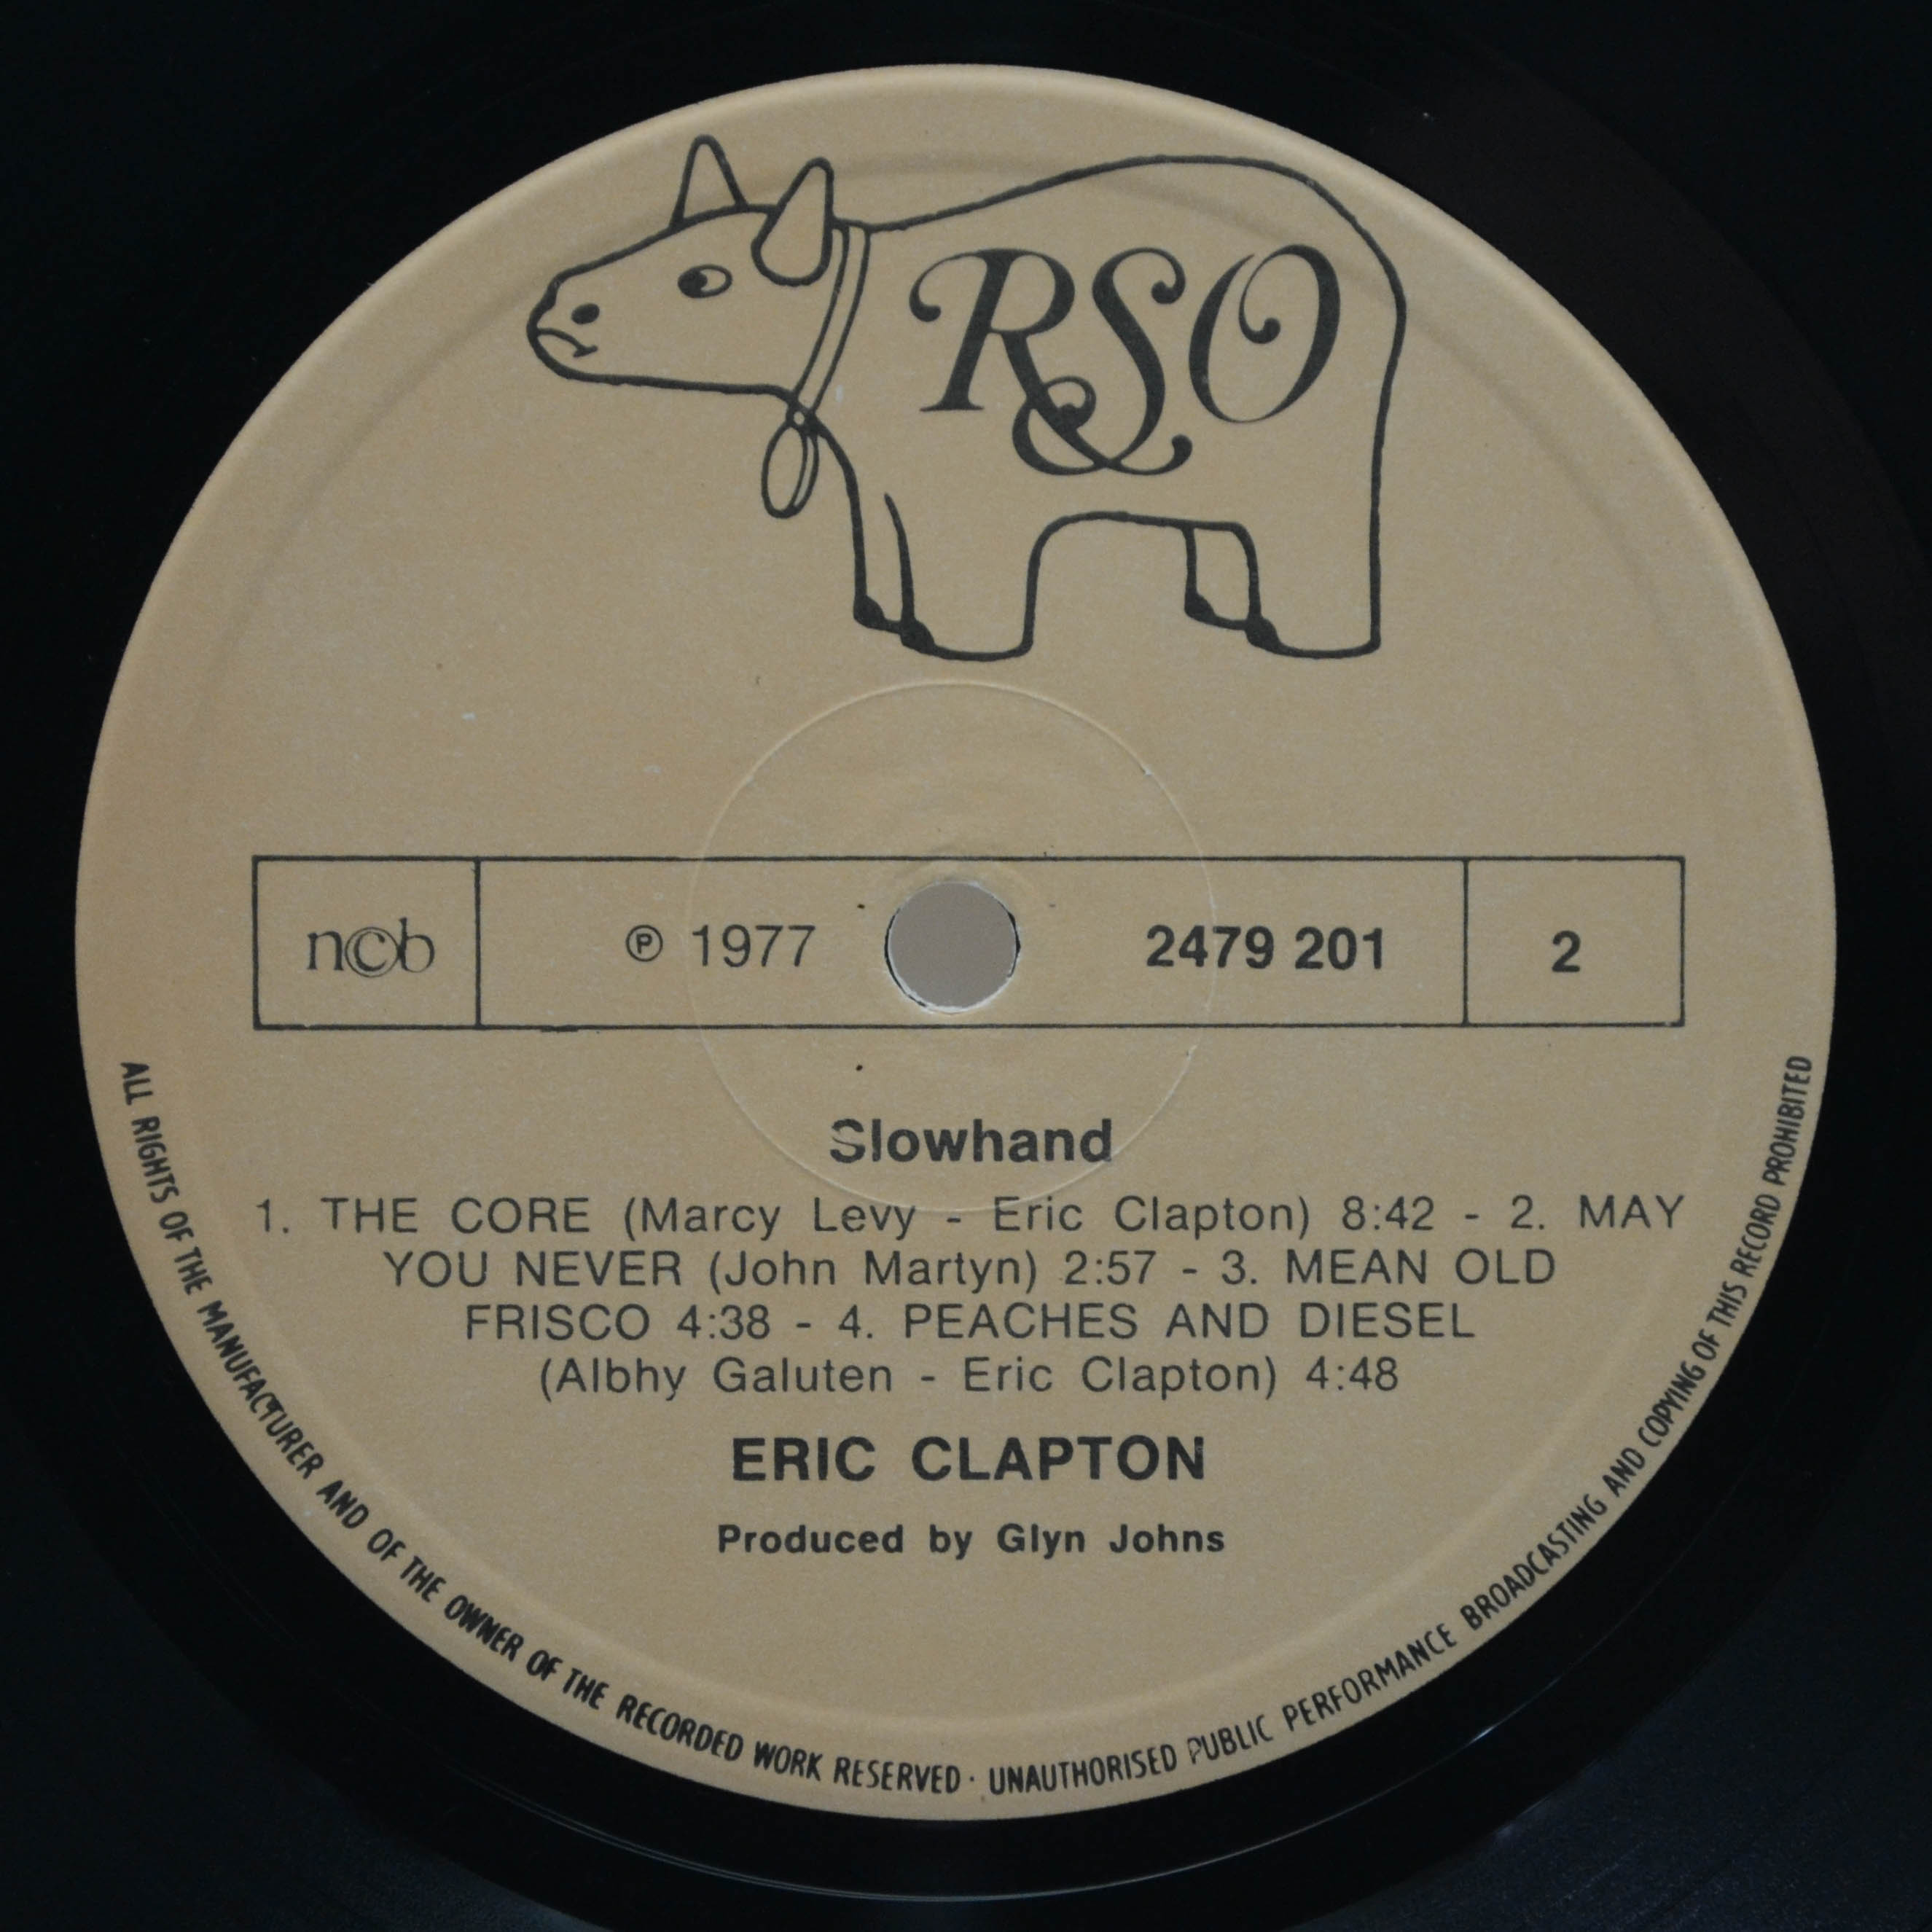 RSO
ncb
℗ 1977
2479 201
2
Slowhand
1. THE CORE (Marcy Levy - Eric Clapton) 8:42 - 2. MAY
YOU NEVER (John Martyn) 2:57 - 3. MEAN OLD
FRISCO 4:38 - 4. PEACHES AND DIESEL
(Albhy Galuten - Eric Clapton) 4:48
ERIC CLAPTON
Produced by Glyn Johns
ALL RIGHTS OF THE MANUFACTURER AND OF THE OWNER OF THE RECORDED WORK RESERVED · UNAUTHORISED PUBLIC PERFORMANCE BROADCASTING AND COPYING OF THIS RECORD PROHIBITED